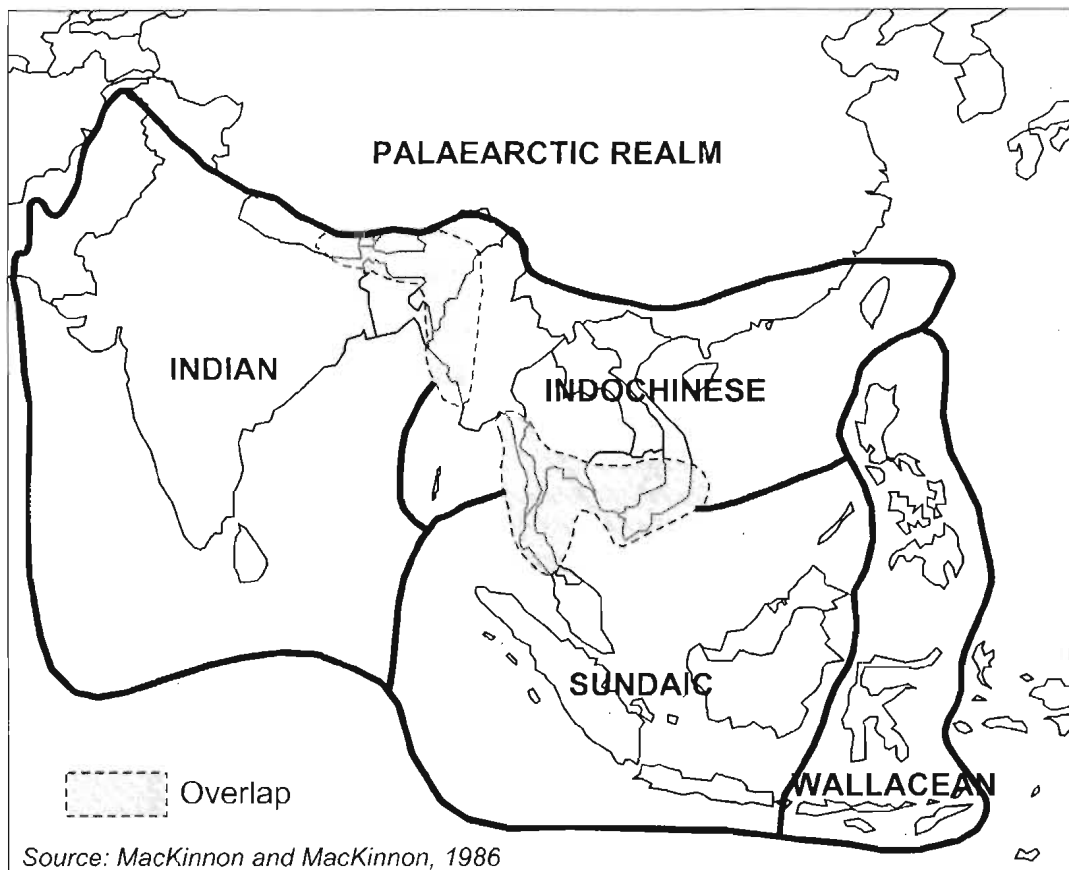 PALAEARCTIC REALM
INDIAN
INDOCHINESE
SUNDAIC
WALLACEAN
Overlap
Source: MacKinnon and MacKinnon, 1986